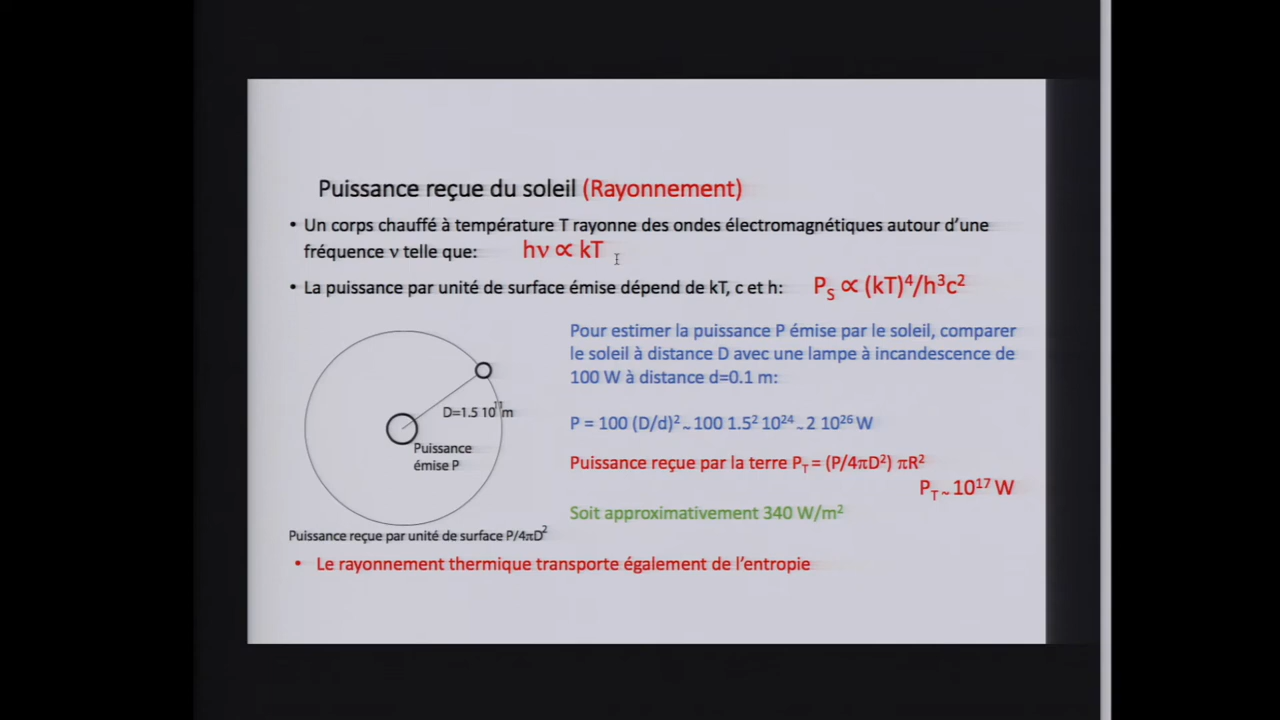 Puissance reçue du soleil (Rayonnement)
• Un corps chauffé à température T rayonne des ondes électromagnétiques autour d'une
fréquence ν telle que: hν ∝ kT
• La puissance par unité de surface émise dépend de kT, c et h: P_S ∝ (kT)⁴/h³c²
Pour estimer la puissance P émise par le soleil, comparer
le soleil à distance D avec une lampe à incandescence de
100 W à distance d=0.1 m:
D=1.5 10¹¹m
P = 100 (D/d)² ~ 100 1.5² 10²⁴ ~ 2 10²⁶ W
Puissance
émise P
Puissance reçue par la terre P_T = (P/4πD²) πR²
P_T ~ 10¹⁷ W
Soit approximativement 340 W/m²
Puissance reçue par unité de surface P/4πD²
• Le rayonnement thermique transporte également de l'entropie